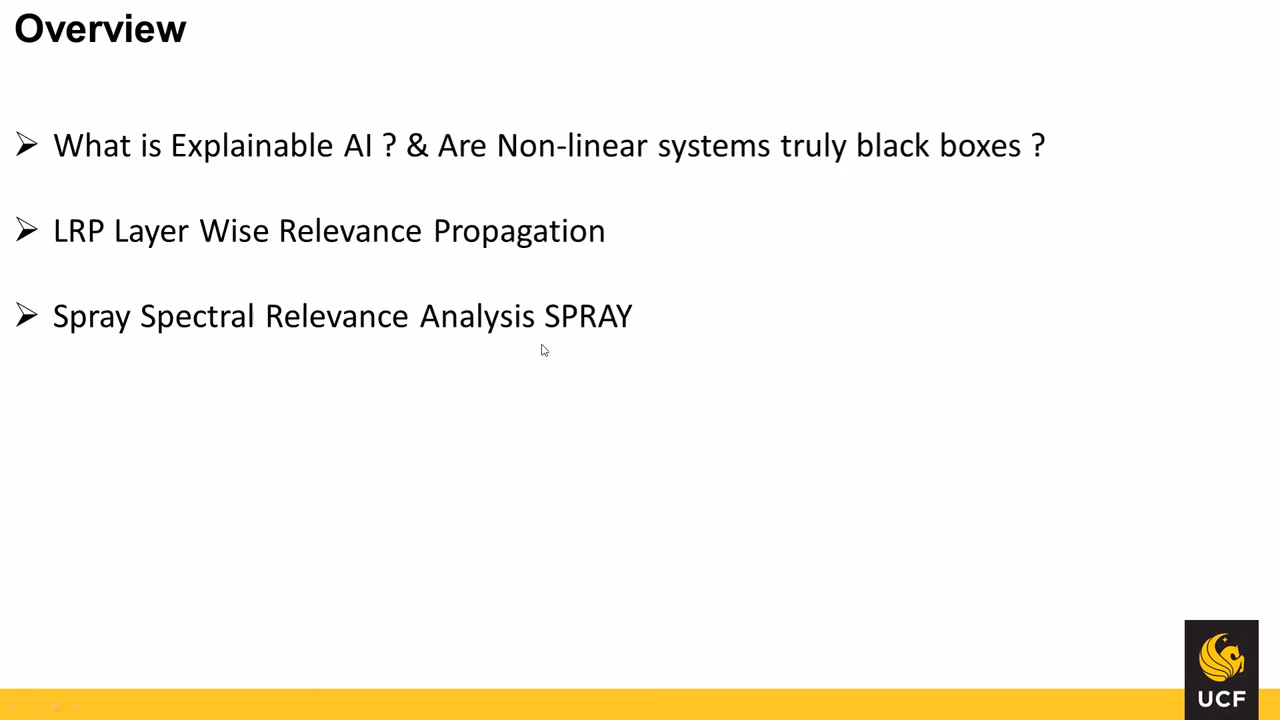 Overview
What is Explainable AI ? & Are Non-linear systems truly black boxes ?
LRP Layer Wise Relevance Propagation
Spray Spectral Relevance Analysis SPRAY
UCF